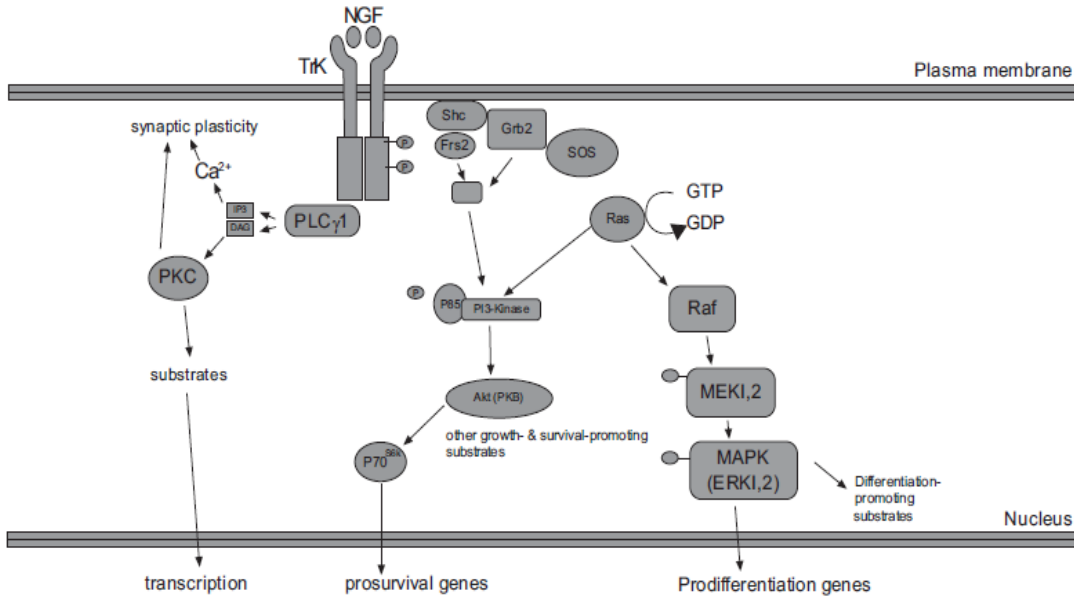 NGF
TrK
Plasma membrane
P
P
Shc
Grb2
Frs2
SOS
synaptic plasticity
Ca²⁺
IP3
DAG
PLCγ1
PKC
GTP
Ras
GDP
P
P85
PI3-Kinase
Raf
substrates
Akt (PKB)
MEKI,2
other growth- & survival-promoting
substrates
P70^S6k
MAPK
(ERKI,2)
Differentiation-
promoting
substrates
Nucleus
transcription
prosurvival genes
Prodifferentiation genes